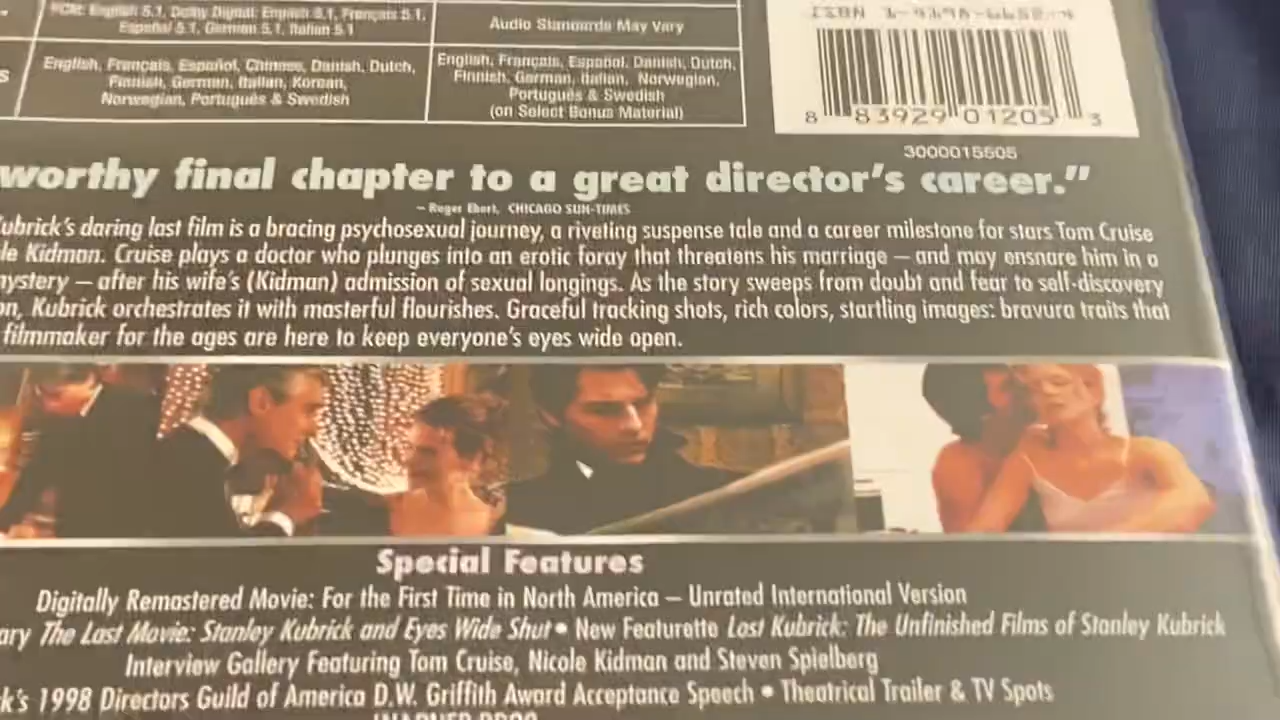 PCM: English 5.1, Dolby Digital: English 5.1, Français 5.1,
Español 5.1, German 5.1, Italian 5.1
Audio Standards May Vary
English, Français, Español, Chinese, Danish, Dutch,
Finnish, German, Italian, Korean,
Norwegian, Português & Swedish
English, Français, Español, Danish, Dutch,
Finnish, German, Italian, Norwegian,
Português & Swedish
(on Select Bonus Material)
ISBN
8 83929 01205 3
3000015505
worthy final chapter to a great director's career."
– Roger Ebert, CHICAGO SUN-TIMES
ubrick's daring last film is a bracing psychosexual journey, a riveting suspense tale and a career milestone for stars Tom Cruise
le Kidman. Cruise plays a doctor who plunges into an erotic foray that threatens his marriage – and may ensnare him in a
ystery – after his wife's (Kidman) admission of sexual longings. As the story sweeps from doubt and fear to self-discovery
on, Kubrick orchestrates it with masterful flourishes. Graceful tracking shots, rich colors, startling images: bravura traits that
filmmaker for the ages are here to keep everyone's eyes wide open.
Special Features
Digitally Remastered Movie: For the First Time in North America – Unrated International Version
ary The Last Movie: Stanley Kubrick and Eyes Wide Shut • New Featurette Lost Kubrick: The Unfinished Films of Stanley Kubrick
Interview Gallery Featuring Tom Cruise, Nicole Kidman and Steven Spielberg
k's 1998 Directors Guild of America D.W. Griffith Award Acceptance Speech • Theatrical Trailer & TV Spots
WARNER BROS